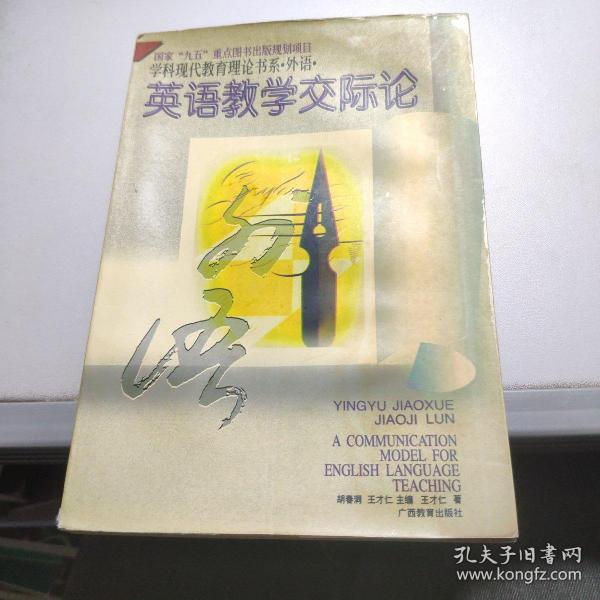 国家“九五”重点图书出版规划项目
学科现代教育理论书系·外语·
英语教学交际论
外语
YINGYU JIAOXUE
JIAOJI LUN
A COMMUNICATION
MODEL FOR
ENGLISH LANGUAGE
TEACHING
胡春洞 王才仁 主编 王才仁 著
广西教育出版社
孔夫子旧书网
www.kongfz.com